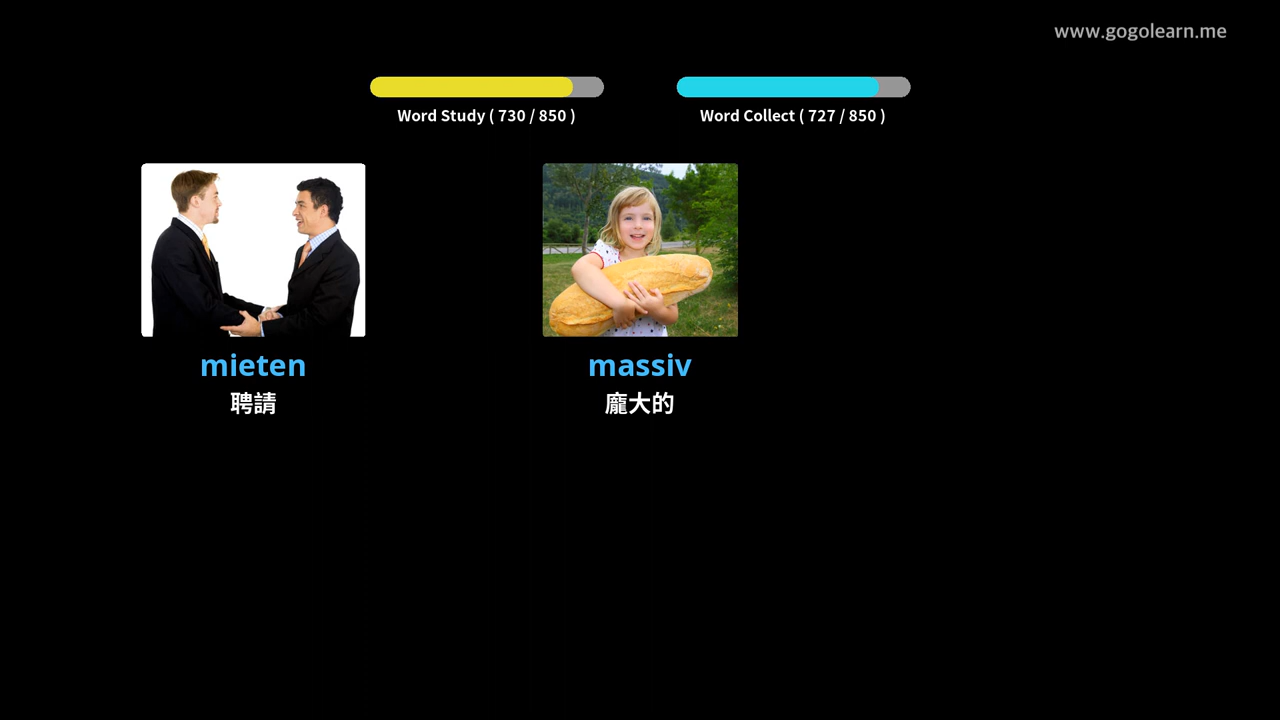 www.gogolearn.me
Word Study ( 730 / 850 )
Word Collect ( 727 / 850 )
mieten
聘請
massiv
龐大的